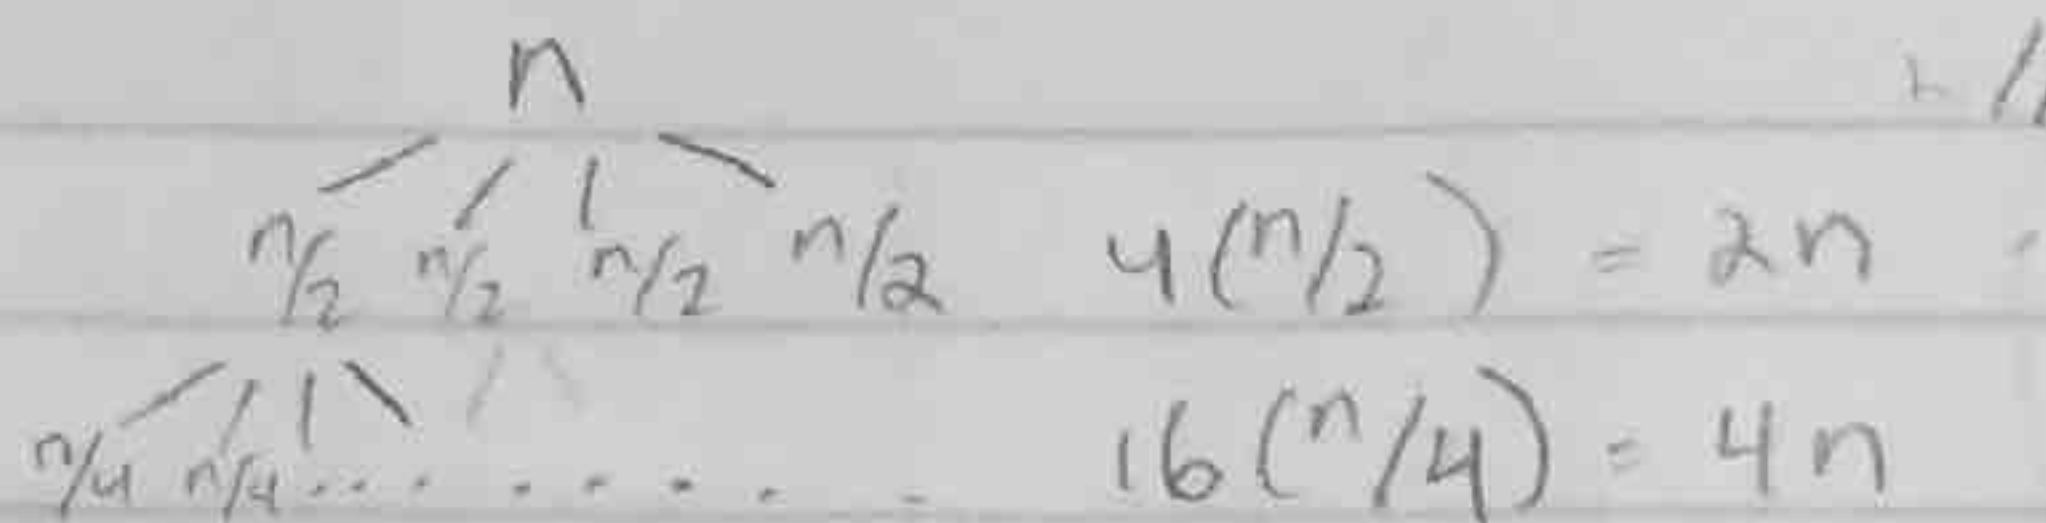 n
n/2 n/2 n/2 n/2 4(n/2) = 2n
n/4 n/4 ......... 16(n/4) = 4n